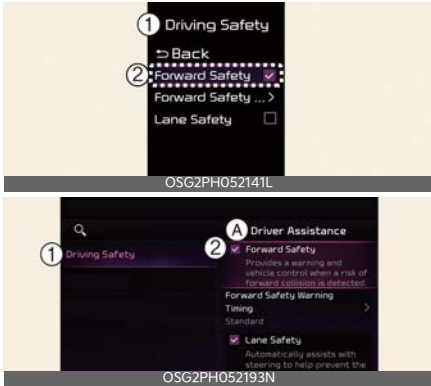 1 Driving Safety
⮌Back
2 Forward Safety
Forward Safety ...>
Lane Safety
OSG2PH052141L
A Driver Assistance
1 Driving Safety
2 Forward Safety
Provides a warning and
vehicle control when a risk of
forward collision is detected.
Forward Safety Warning
Timing >
Standard
Lane Safety
Automatically assists with
steering to help prevent the
OSG2PH052193N